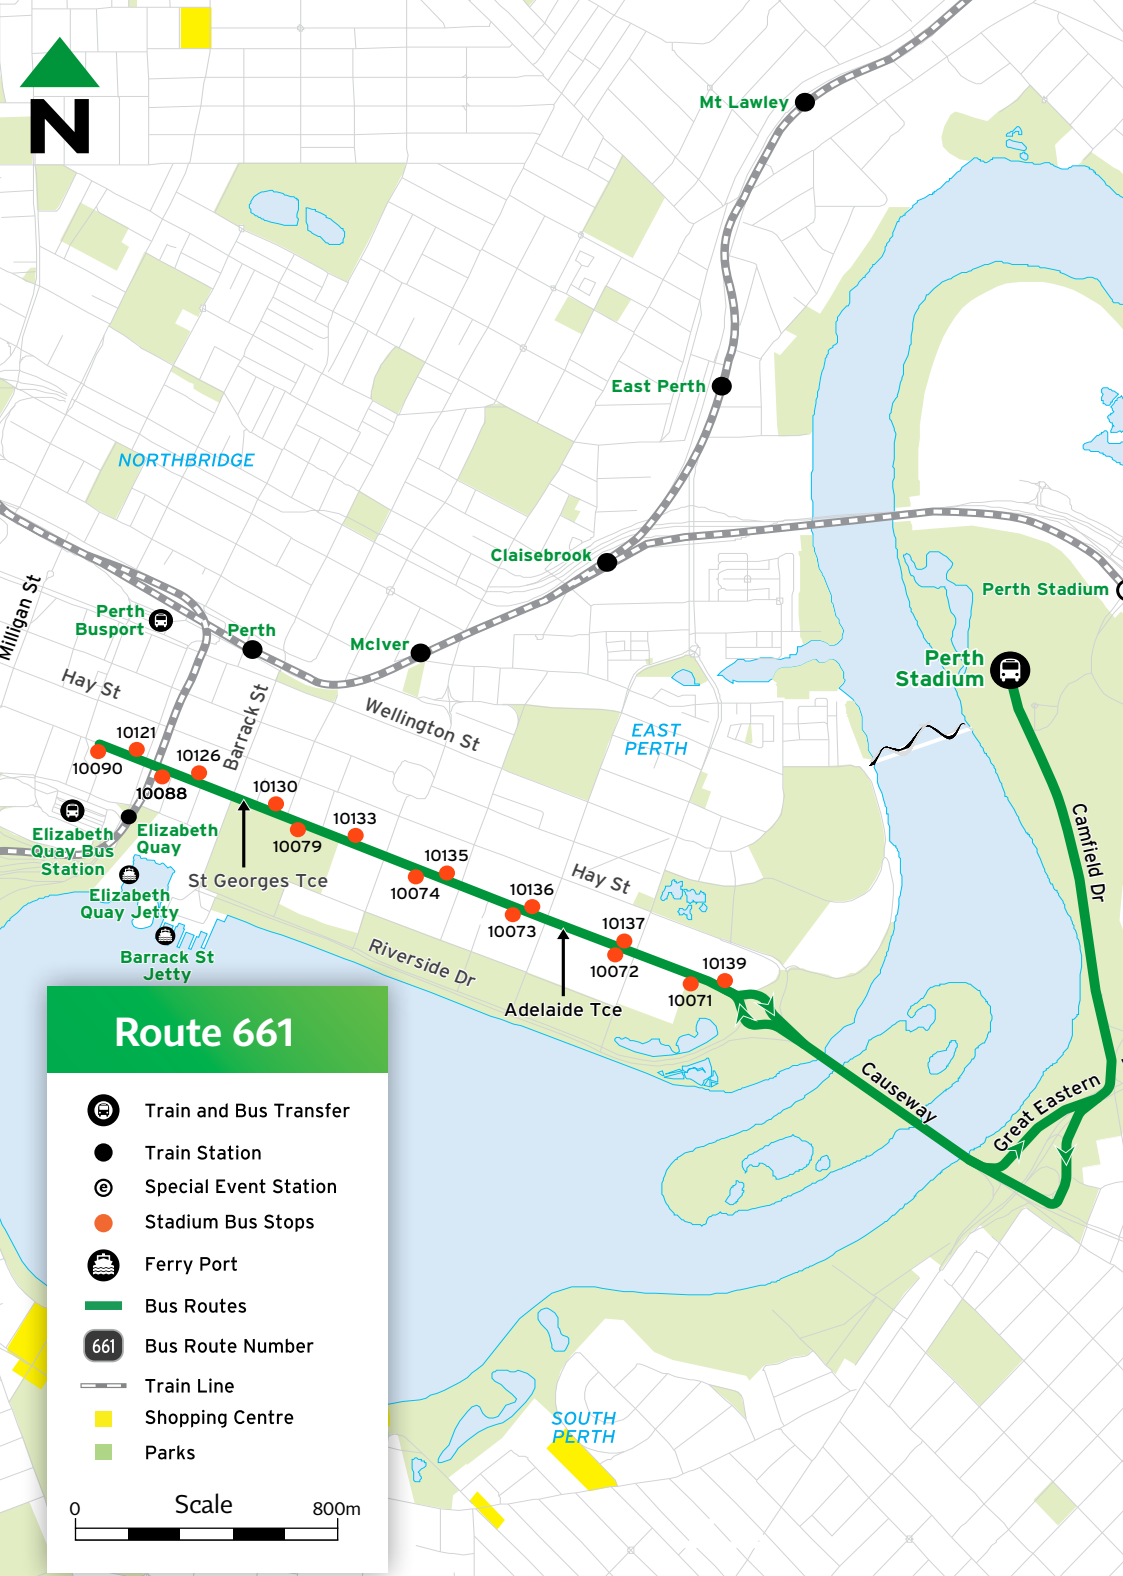 N
Mt Lawley
East Perth
NORTHBRIDGE
Claisebrook
Perth Stadium
Milligan St
Perth
Busport
Perth
McIver
Perth
Stadium
Hay St
Barrack St
Wellington St
EAST
PERTH
10121
10090
10126
10088
10130
10133
10079
10135
10074
10136
10073
10137
10072
10139
10071
Elizabeth
Quay Bus
Station
Elizabeth
Quay
St Georges Tce
Hay St
Camfield Dr
Elizabeth
Quay Jetty
Barrack St
Jetty
Riverside Dr
Adelaide Tce
Causeway
Great Eastern
Route 661
Train and Bus Transfer
Train Station
e
Special Event Station
Stadium Bus Stops
Ferry Port
Bus Routes
661
Bus Route Number
Train Line
Shopping Centre
Parks
Scale
0
800m
SOUTH
PERTH